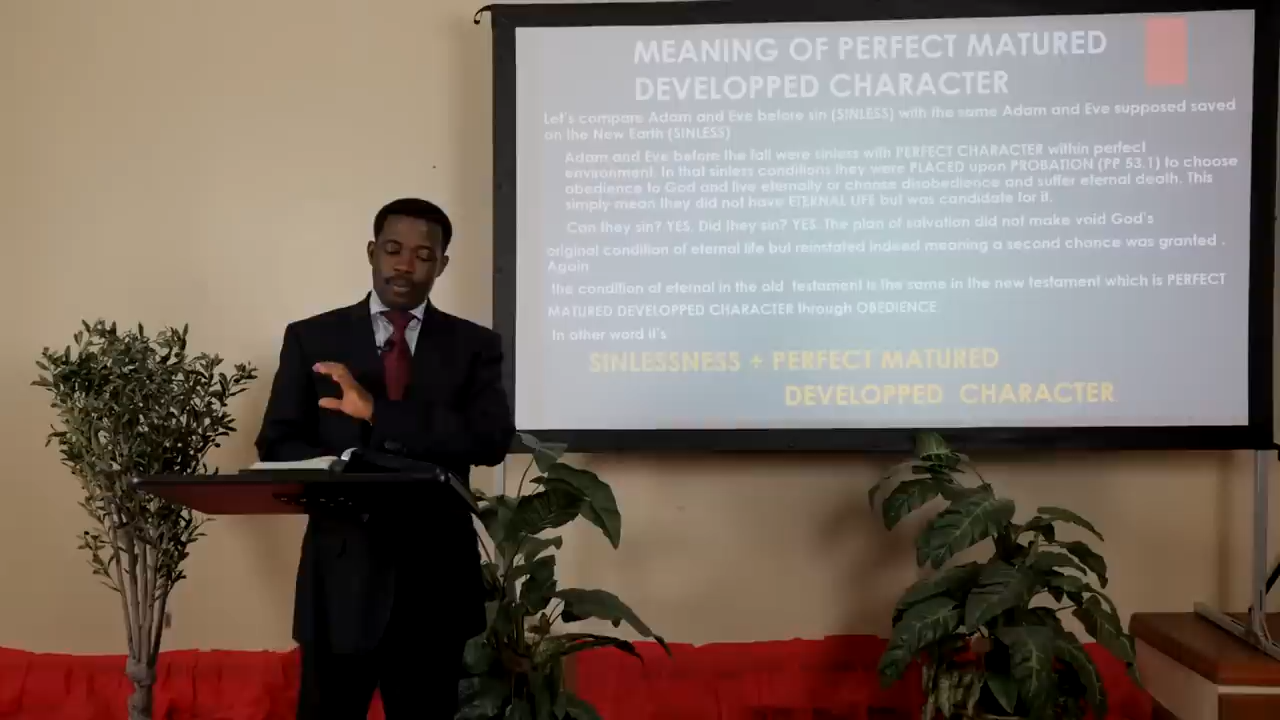 MEANING OF PERFECT MATURED
DEVELOPPED CHARACTER
Let's compare Adam and Eve before sin (SINLESS) with the same Adam and Eve supposed saved
on the New Earth (SINLESS)
Adam and Eve before the fall were sinless with PERFECT CHARACTER within perfect
environment. In that sinless conditions they were PLACED upon PROBATION (PP 53.1) to choose
obedience to God and live eternally or choose disobedience and suffer eternal death. This
simply mean they did not have ETERNAL LIFE but was candidate for it.
Can they sin? YES. Did they sin? YES. The plan of salvation did not make void God's
original condition of eternal life but reinstated indeed meaning a second chance was granted .
Again
the condition of eternal in the old testament is the same in the new testament which is PERFECT
MATURED DEVELOPPED CHARACTER through OBEDIENCE.
In other word it's
SINLESSNESS + PERFECT MATURED
DEVELOPPED CHARACTER